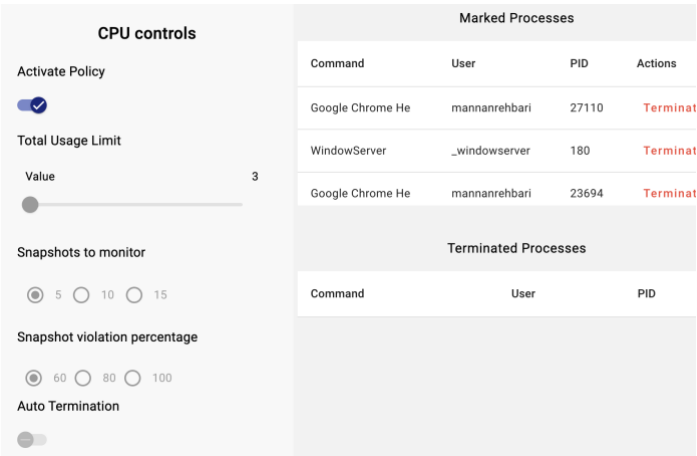 CPU controls
Activate Policy
Total Usage Limit
Value 3
Snapshots to monitor
5 10 15
Snapshot violation percentage
60 80 100
Auto Termination
Marked Processes
Command User PID Actions
Google Chrome He mannanrehbari 27110 Terminat
WindowServer _windowserver 180 Terminat
Google Chrome He mannanrehbari 23694 Terminat
Terminated Processes
Command User PID